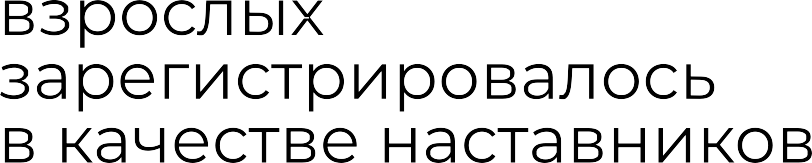 взрослых
зарегистрировалось
в качестве наставников